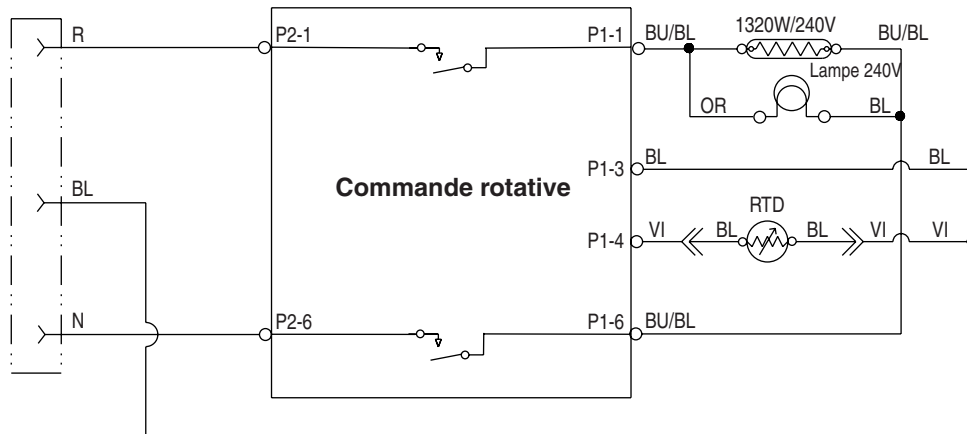 R P2-1 P1-1 BU/BL 1320W/240V BU/BL
Lampe 240V
OR BL
BL P1-3 BL BL
Commande rotative
RTD
P1-4 VI BL BL VI VI
N P2-6 P1-6 BU/BL